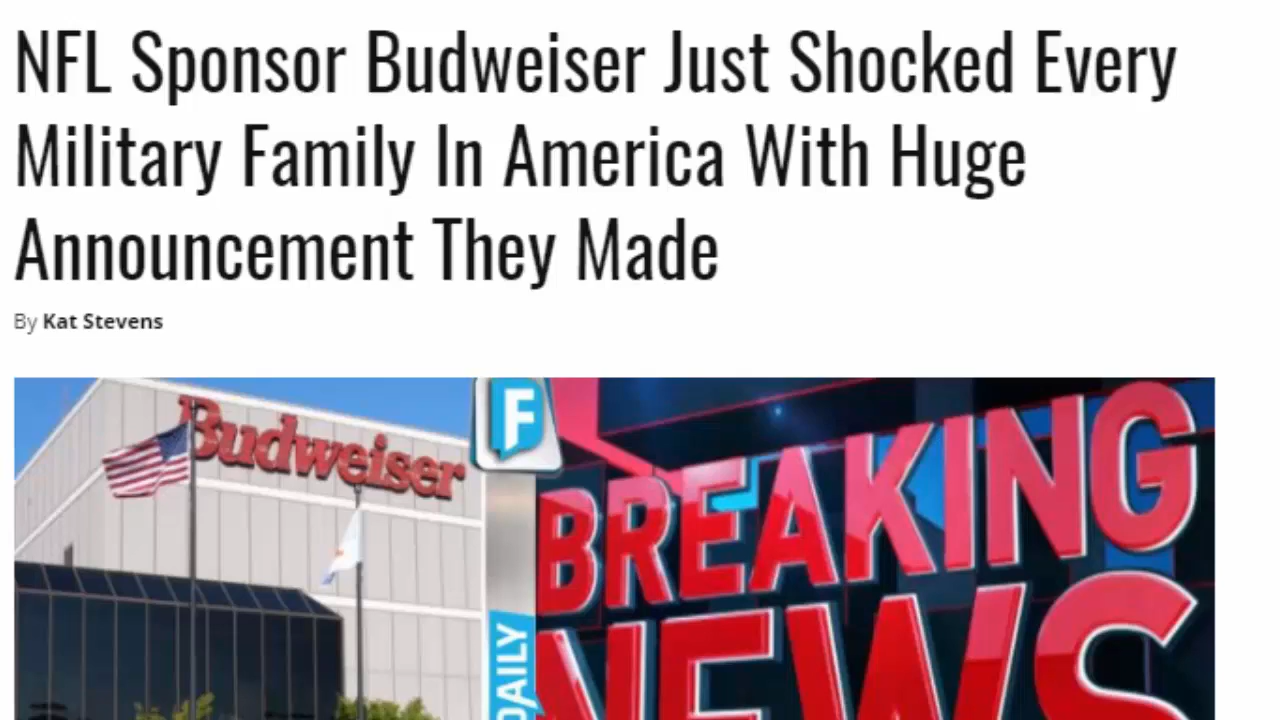 NFL Sponsor Budweiser Just Shocked Every
Military Family In America With Huge
Announcement They Made
By Kat Stevens
Budweiser
F
BREAKING
NEWS
DAILY